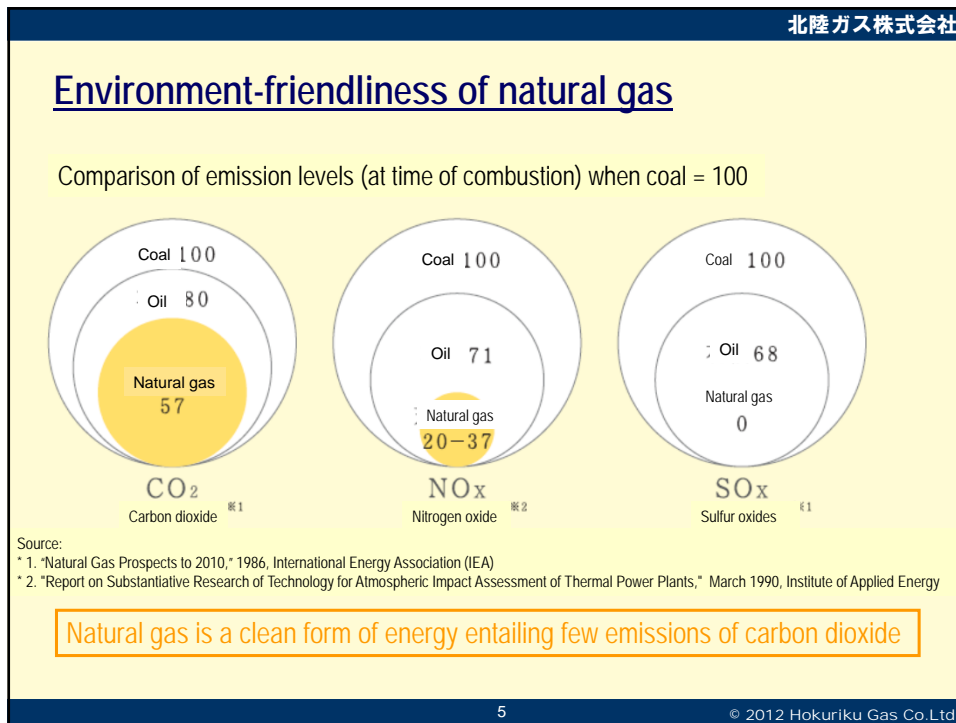 北陸ガス株式会社
Environment-friendliness of natural gas
Comparison of emission levels (at time of combustion) when coal = 100
Coal 100
Oil 80
Natural gas
57
CO2
Carbon dioxide ※1
Coal 100
Oil 71
Natural gas
20-37
NOx
Nitrogen oxide ※2
Coal 100
Oil 68
Natural gas
0
SOx
Sulfur oxides ※1
Source:
* 1. "Natural Gas Prospects to 2010," 1986, International Energy Association (IEA)
* 2. "Report on Substantiative Research of Technology for Atmospheric Impact Assessment of Thermal Power Plants," March 1990, Institute of Applied Energy
Natural gas is a clean form of energy entailing few emissions of carbon dioxide
5
© 2012 Hokuriku Gas Co.Ltd